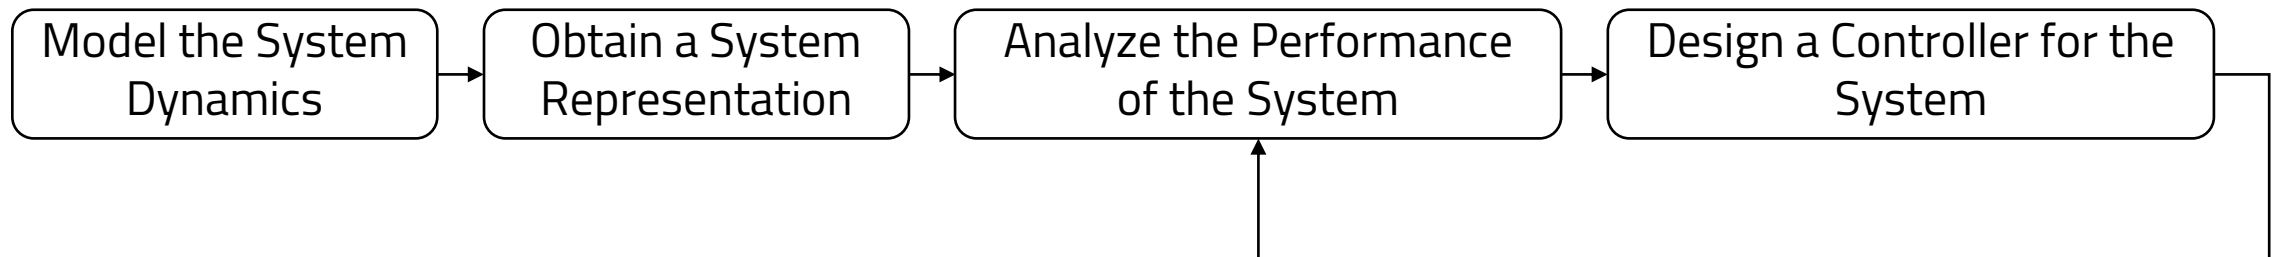 Model the System
Dynamics
Obtain a System
Representation
Analyze the Performance
of the System
Design a Controller for the
System